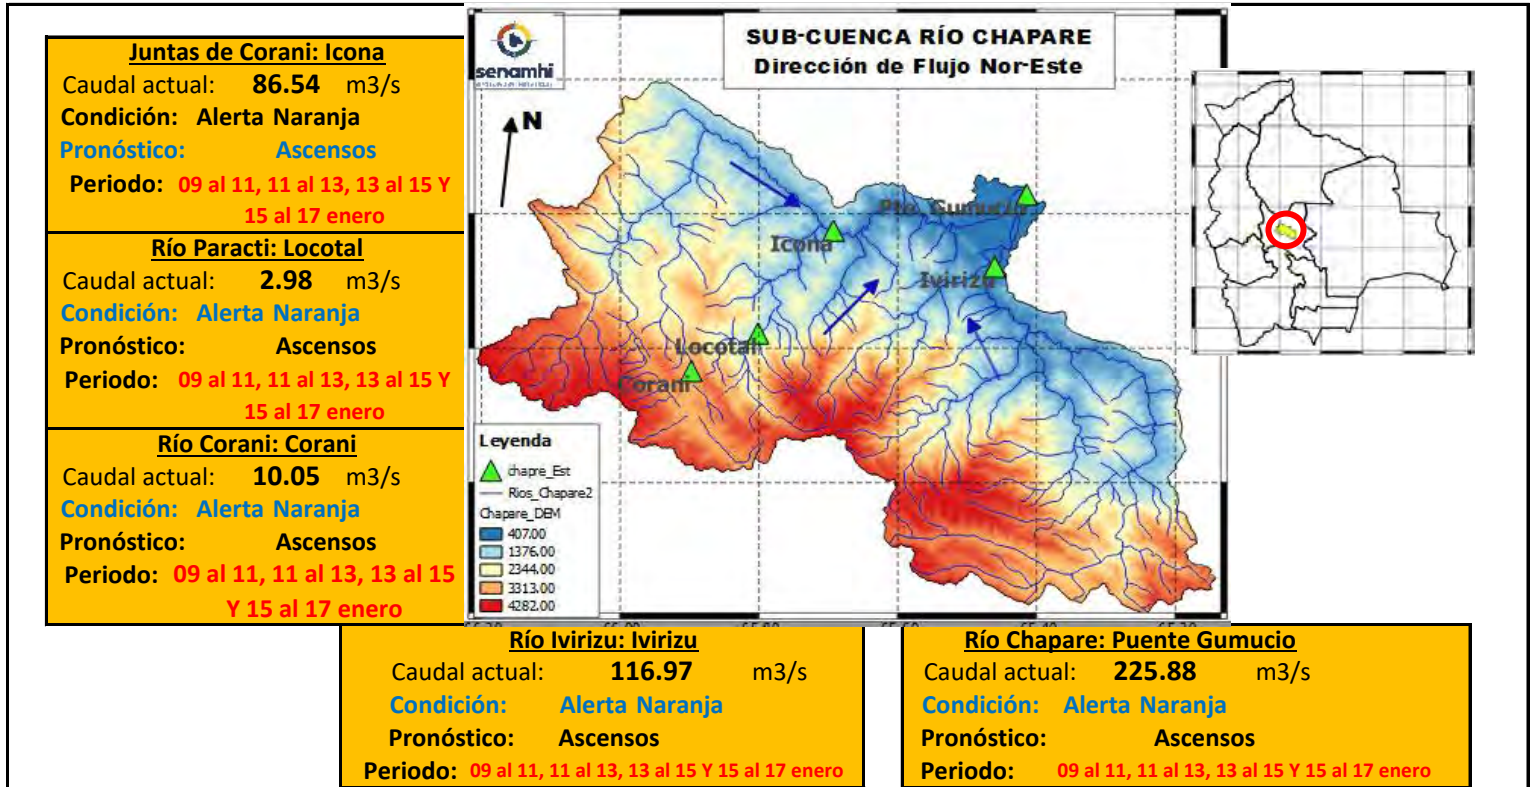 Juntas de Corani: Icona
Caudal actual: 86.54 m3/s
Condición: Alerta Naranja
Pronóstico: Ascensos
Periodo: 09 al 11, 11 al 13, 13 al 15 Y
15 al 17 enero
Río Paracti: Locotal
Caudal actual: 2.98 m3/s
Condición: Alerta Naranja
Pronóstico: Ascensos
Periodo: 09 al 11, 11 al 13, 13 al 15 Y
15 al 17 enero
Río Corani: Corani
Caudal actual: 10.05 m3/s
Condición: Alerta Naranja
Pronóstico: Ascensos
Periodo: 09 al 11, 11 al 13, 13 al 15
Y 15 al 17 enero
senamhi
SUB-CUENCA RÍO CHAPARE
Dirección de Flujo Nor-Este
N
Pto. Gumucio
Icona
Ivirizu
Locotal
Corani
Leyenda
chapre_Est
Rios_Chapare2
Chapare_DEM
407.00
1376.00
2344.00
3313.00
4282.00
Río Ivirizu: Ivirizu
Caudal actual: 116.97 m3/s
Condición: Alerta Naranja
Pronóstico: Ascensos
Periodo: 09 al 11, 11 al 13, 13 al 15 Y 15 al 17 enero
Río Chapare: Puente Gumucio
Caudal actual: 225.88 m3/s
Condición: Alerta Naranja
Pronóstico: Ascensos
Periodo: 09 al 11, 11 al 13, 13 al 15 Y 15 al 17 enero